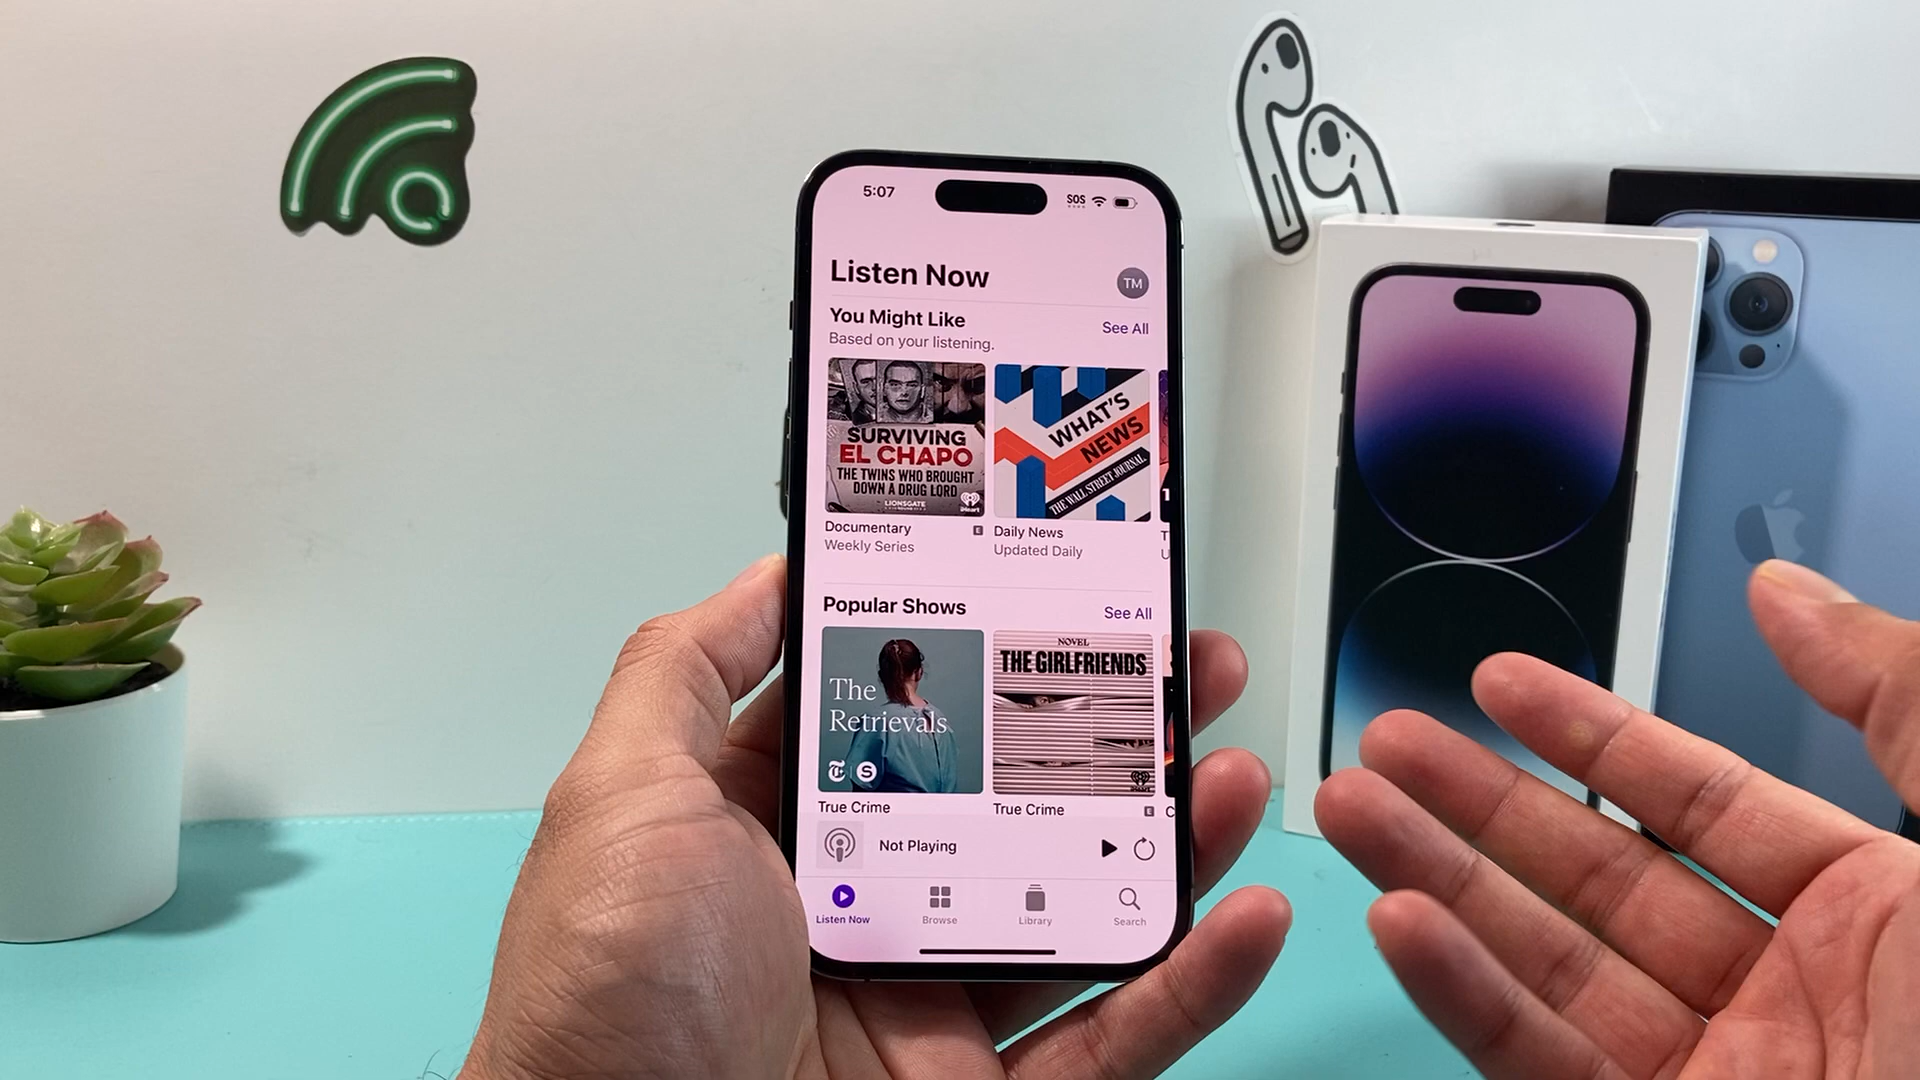 5:07
SOS
Listen Now
TM
You Might Like
See All
Based on your listening.
SURVIVING
EL CHAPO
THE TWINS WHO BROUGHT
DOWN A DRUG LORD
LIONSGATE
SOUND
iHeart
WHAT'S
NEWS
THE WALL STREET JOURNAL.
Documentary
E
Weekly Series
Daily News
Updated Daily
T
U
Popular Shows
See All
The
Retrievals
S
NOVEL
THE GIRLFRIENDS
True Crime
True Crime
E
C
Not Playing
Listen Now
Browse
Library
Search